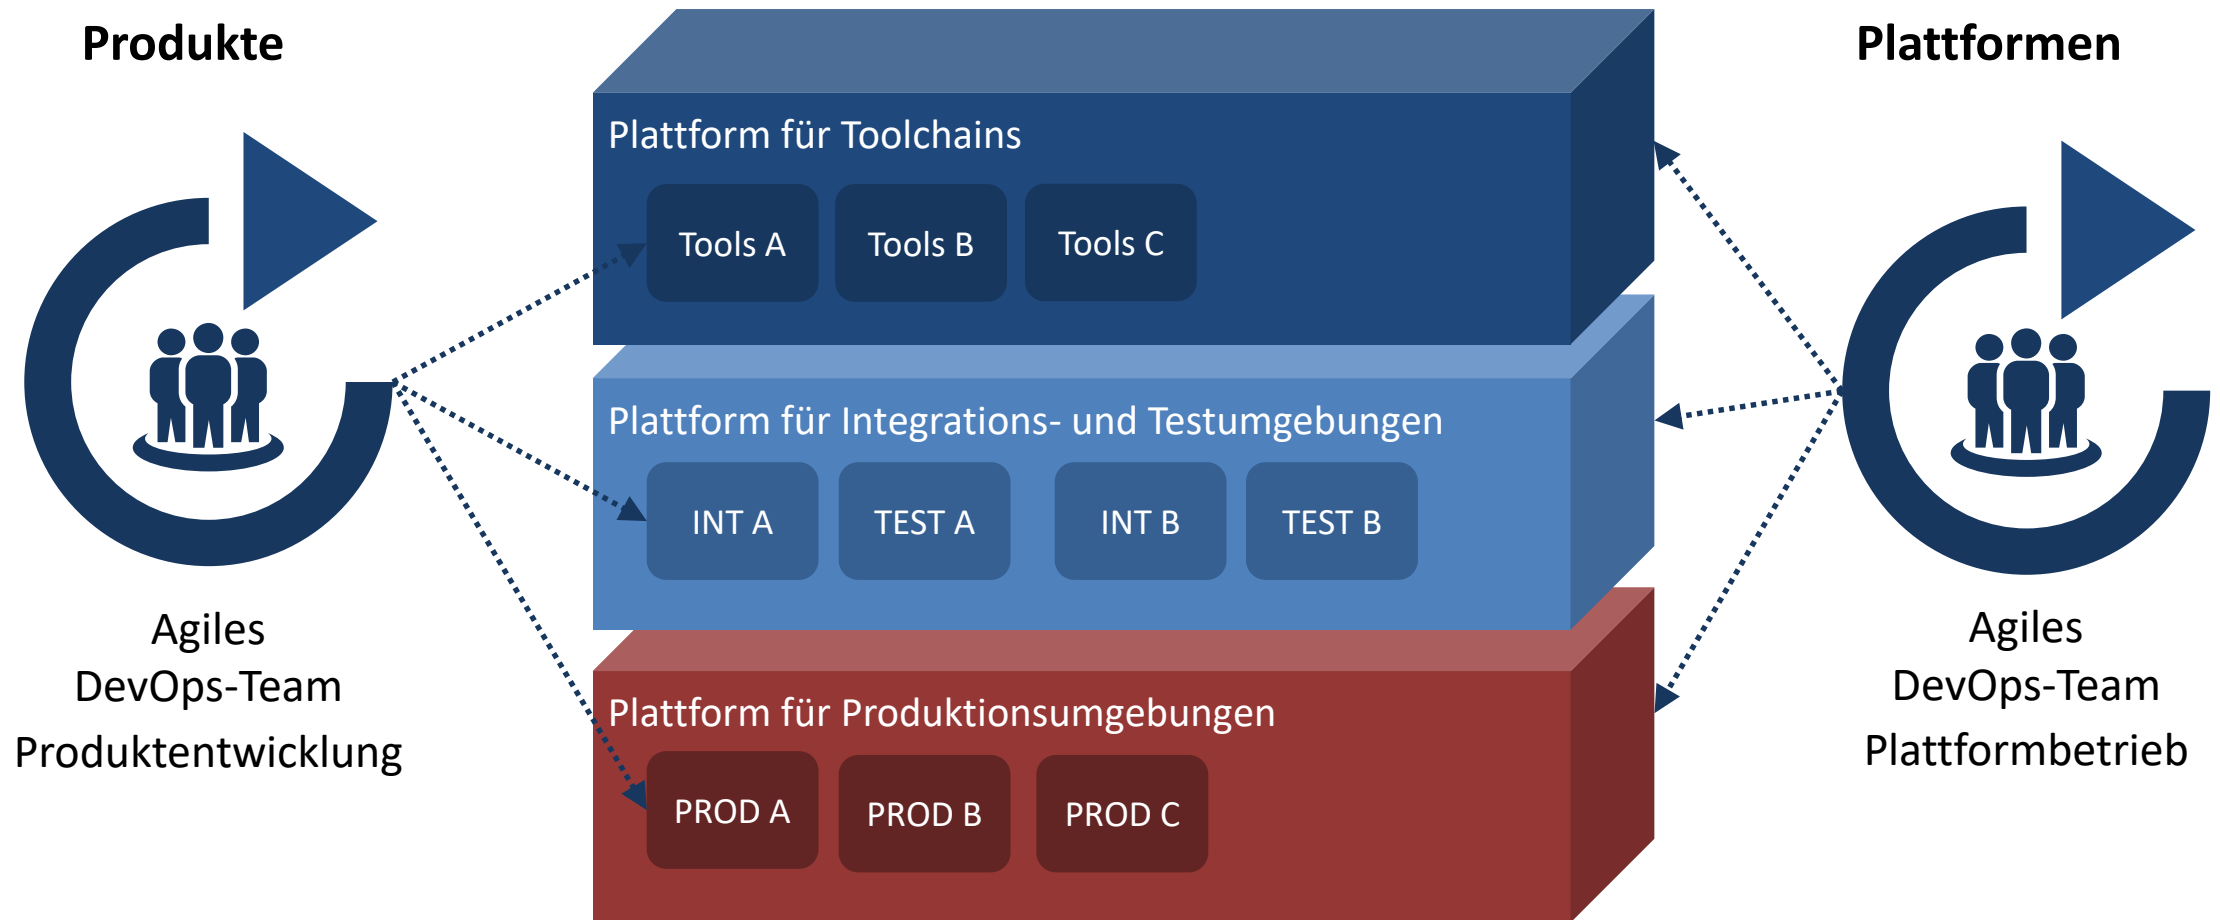 Produkte
Agiles
DevOps-Team
Produktentwicklung
Plattform für Toolchains
Tools A
Tools B
Tools C
Plattform für Integrations- und Testumgebungen
INT A
TEST A
INT B
TEST B
Plattform für Produktionsumgebungen
PROD A
PROD B
PROD C
Plattformen
Agiles
DevOps-Team
Plattformbetrieb